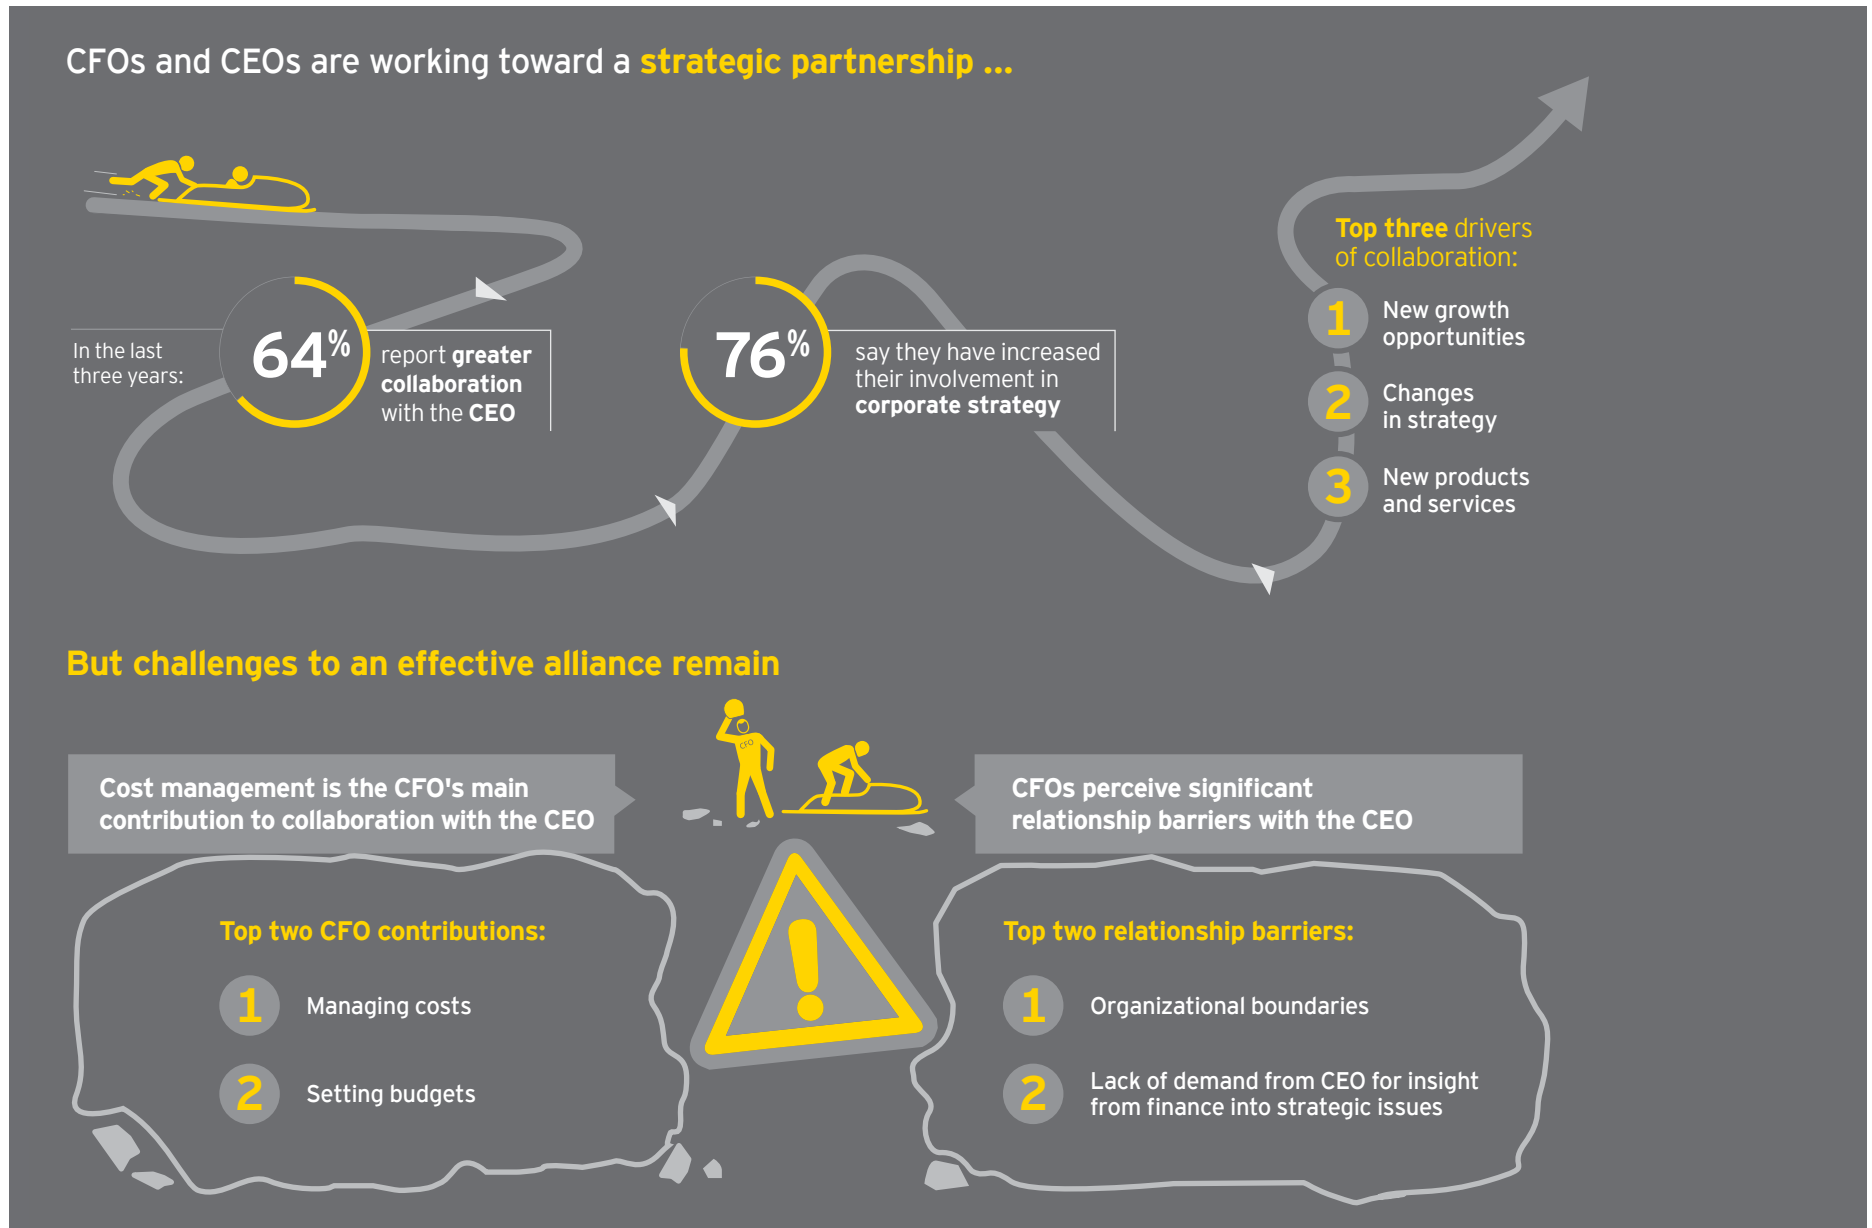 CFOs and CEOs are working toward a strategic partnership ...
In the last
three years:
64%
report greater
collaboration
with the CEO
76%
say they have increased
their involvement in
corporate strategy
Top three drivers
of collaboration:
1
New growth
opportunities
2
Changes
in strategy
3
New products
and services
But challenges to an effective alliance remain
CFO
Cost management is the CFO's main
contribution to collaboration with the CEO
Top two CFO contributions:
1
Managing costs
2
Setting budgets
CFOs perceive significant
relationship barriers with the CEO
Top two relationship barriers:
1
Organizational boundaries
2
Lack of demand from CEO for insight
from finance into strategic issues